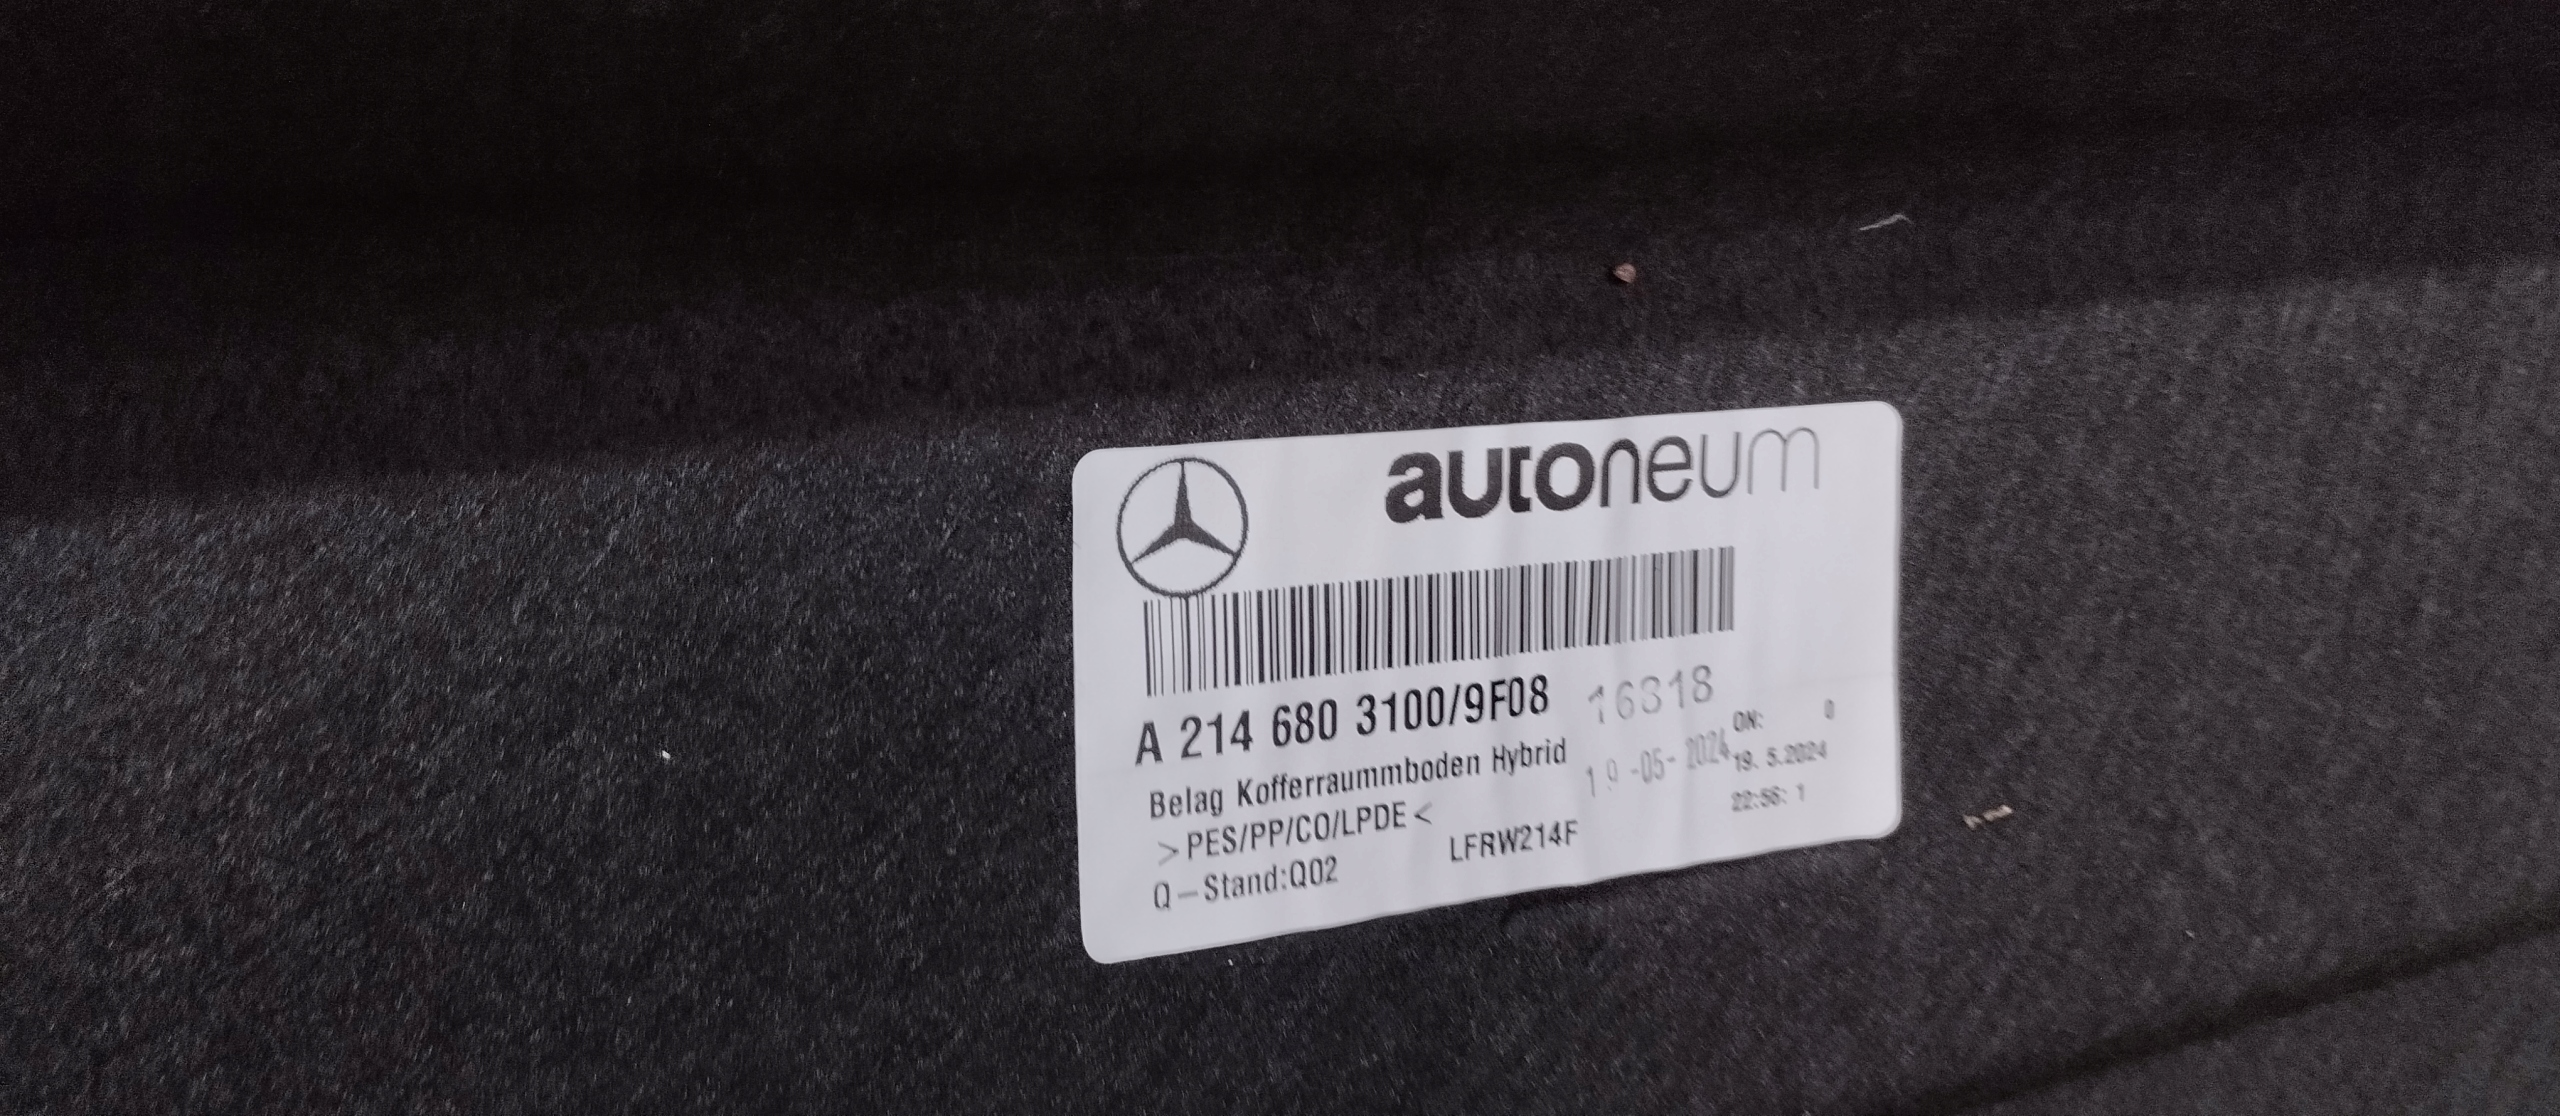 autoneum
A 214 680 3100/9F08 16318
Belag Kofferraummboden Hybrid 19-05-2024
ON: 0
19. 5.2024
22:56: 1
>PES/PP/CO/LPDE<
Q-Stand:Q02 LFRW214F